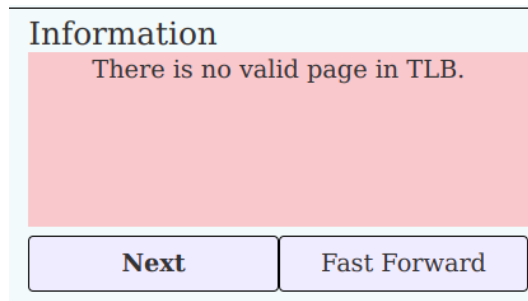 Information
There is no valid page in TLB.
Next Fast Forward